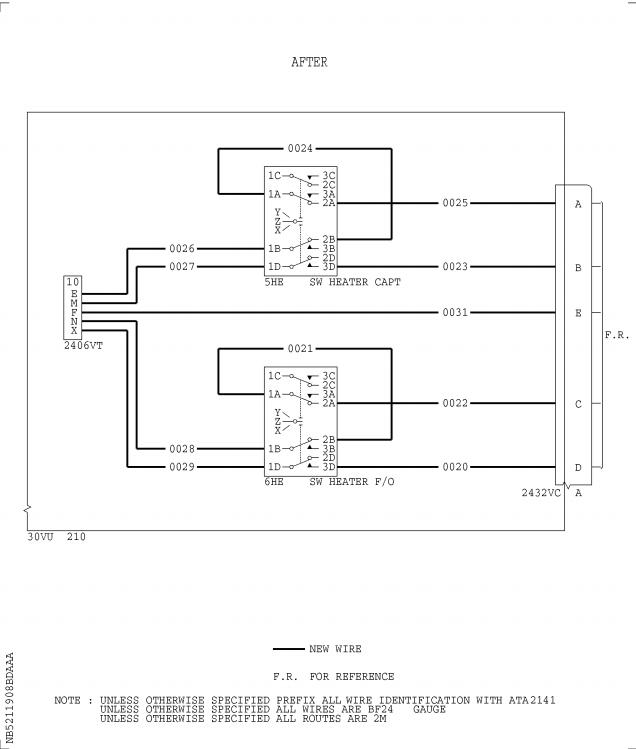 AFTER
0024
1C 3C
2C
1A 3A
2A 0025 A
Y
Z
X
2B
0026 1B 3B
2D
0027 1D 3D 0023 B
10 5HE SW HEATER CAPT
E
M
F 0031 E
N
X
2406VT F.R.
0021
1C 3C
2C
1A 3A
2A 0022 C
Y
Z
X
2B
0028 1B 3B
2D
0029 1D 3D 0020 D
6HE SW HEATER F/O
2432VC A
30VU 210
NEW WIRE
F.R. FOR REFERENCE
NOTE : UNLESS OTHERWISE SPECIFIED PREFIX ALL WIRE IDENTIFICATION WITH ATA2141
UNLESS OTHERWISE SPECIFIED ALL WIRES ARE BF24 GAUGE
UNLESS OTHERWISE SPECIFIED ALL ROUTES ARE 2M
NB5211908BDAAA